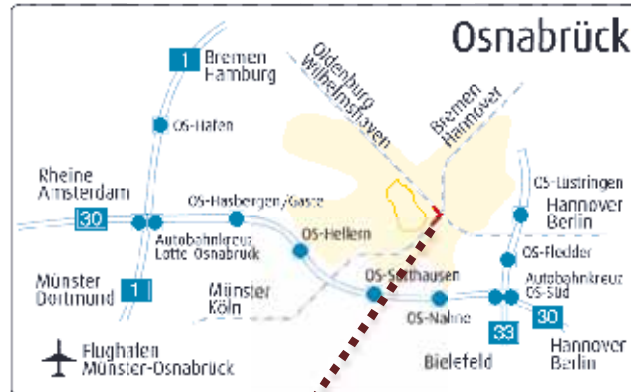 Osnabrück
1
Bremen
Hamburg
Oldenburg
Wilhelmshaven
Bremen
Hannover
OS-Hafen
Rheine
Amsterdam
30
OS-Hasbergen/Gaste
OS-Lüstringen
Hannover
Berlin
Autobahnkreuz
Lotte-Osnabrück
OS-Hellern
OS-Fledder
Münster
Dortmund
1
Münster
Köln
OS-Sutthausen
Autobahnkreuz
OS-Süd
OS-Nahne
33
30
Flughafen
Münster-Osnabrück
Bielefeld
Hannover
Berlin